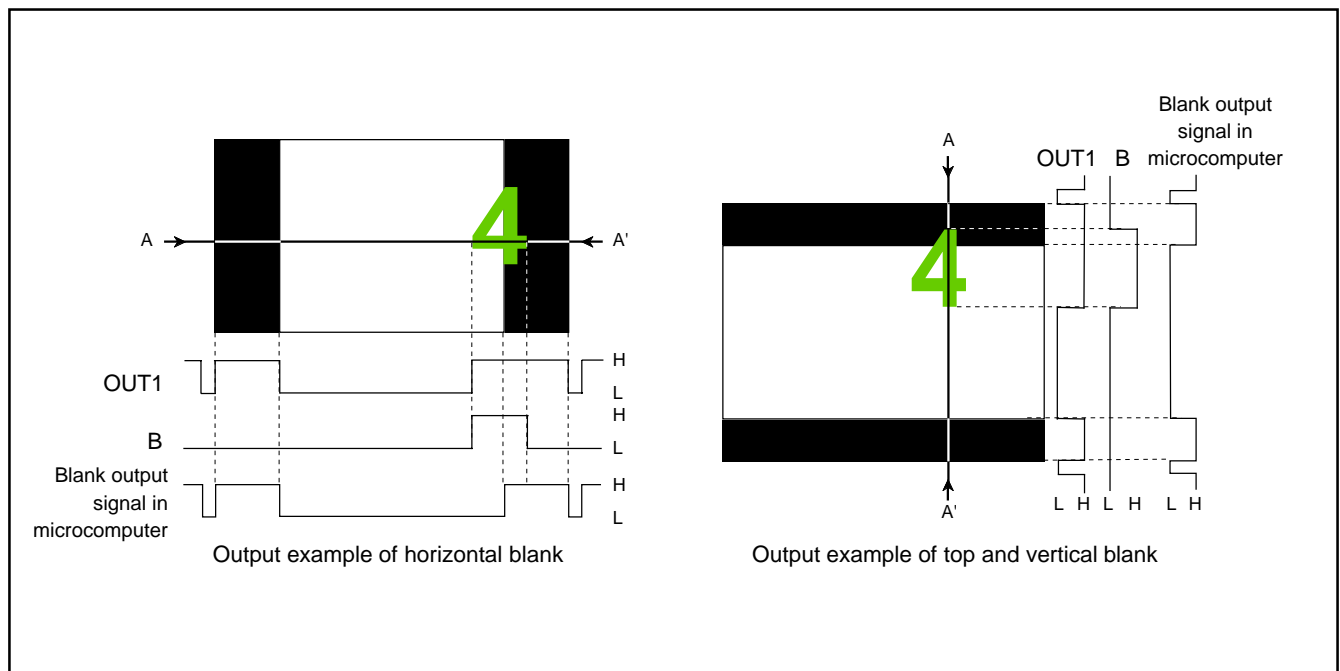 A
4
A'
OUT1
H
L
B
H
L
Blank output
signal in
microcomputer
H
L
Output example of horizontal blank
Blank output
signal in
microcomputer
OUT1 B
A
4
A'
L H L H L H
Output example of top and vertical blank